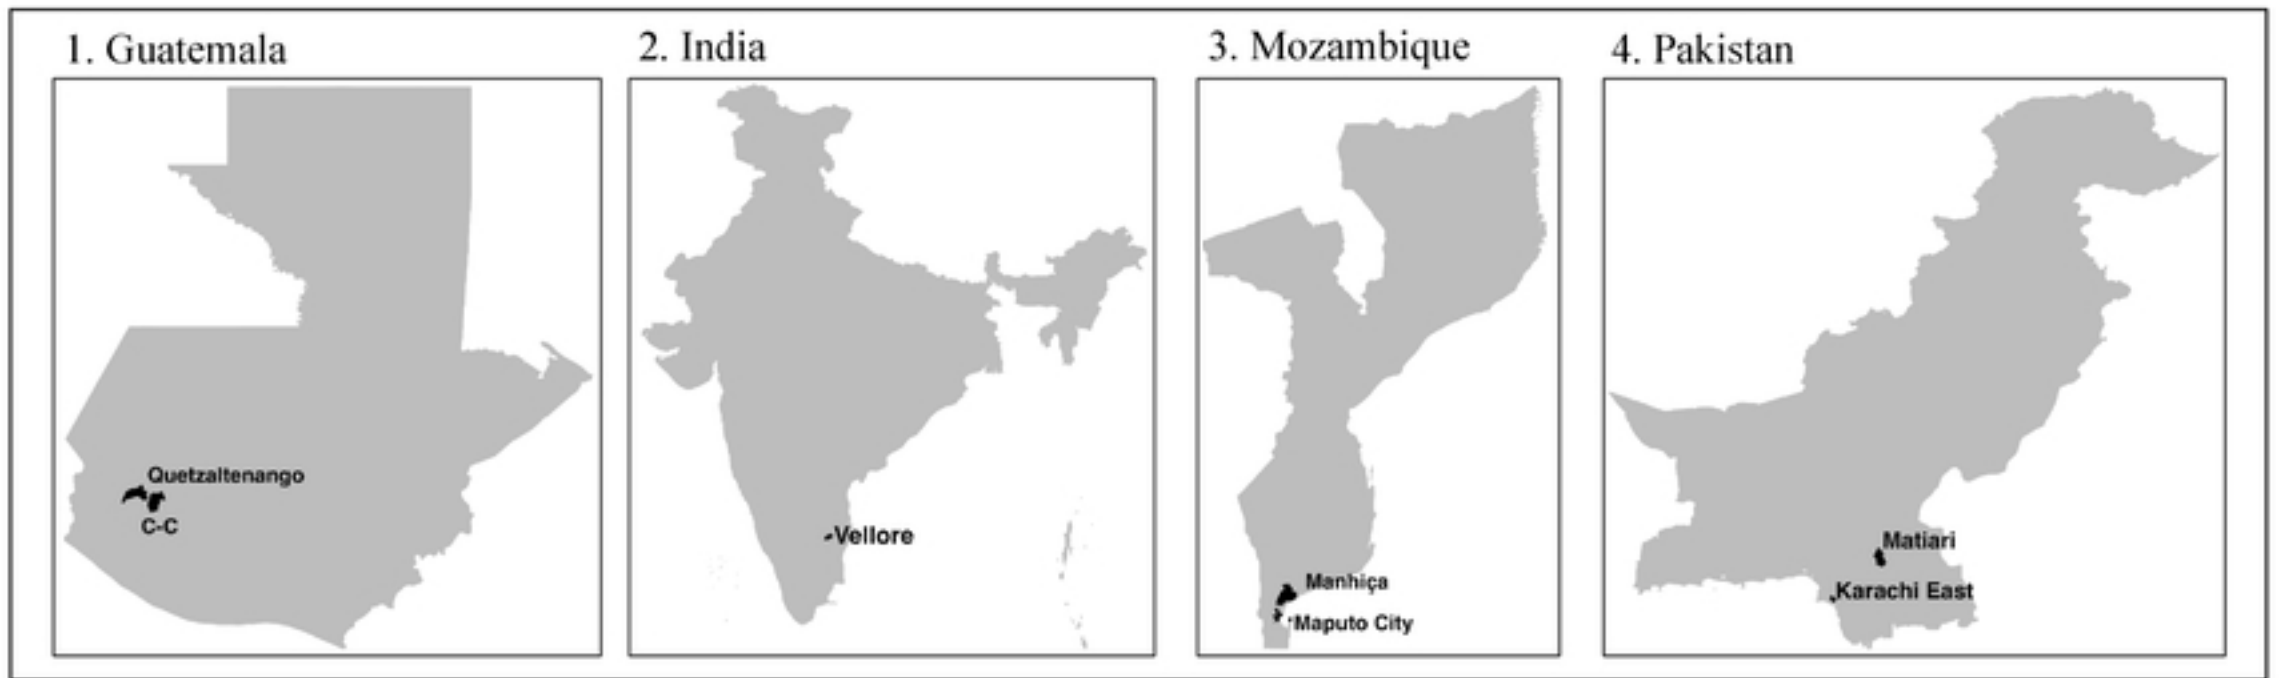 1. Guatemala
2. India
3. Mozambique
4. Pakistan
Quetzaltenango
C-C
Vellore
Manhiça
Maputo City
Matiari
Karachi East